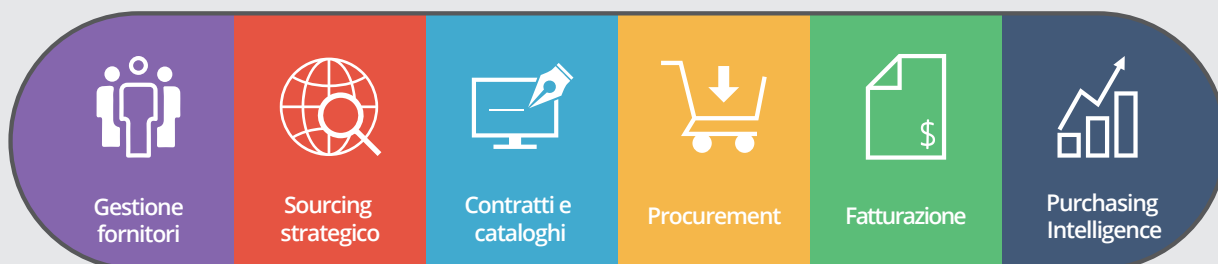 Gestione
fornitori
Sourcing
strategico
Contratti e
cataloghi
Procurement
$
Fatturazione
Purchasing
Intelligence